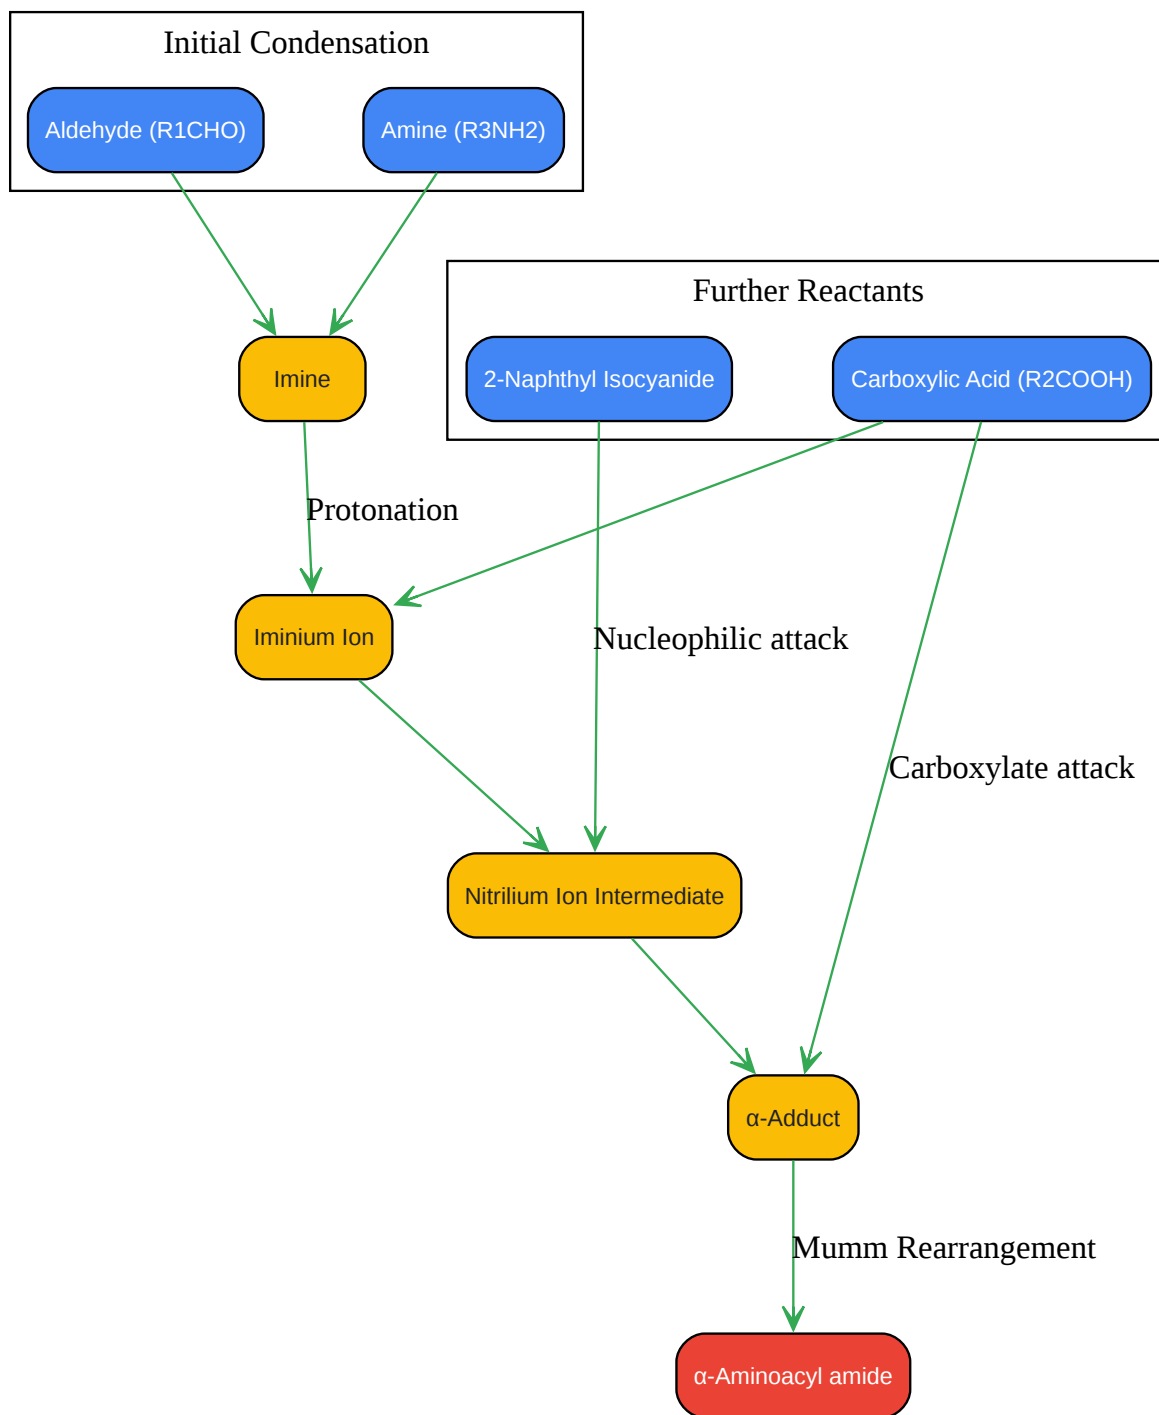 Initial Condensation
Aldehyde (R1CHO)
Amine (R3NH2)
Further Reactants
Imine
2-Naphthyl Isocyanide
Carboxylic Acid (R2COOH)
Protonation
Iminium Ion
Nucleophilic attack
Carboxylate attack
Nitrilium Ion Intermediate
α-Adduct
Mumm Rearrangement
α-Aminoacyl amide